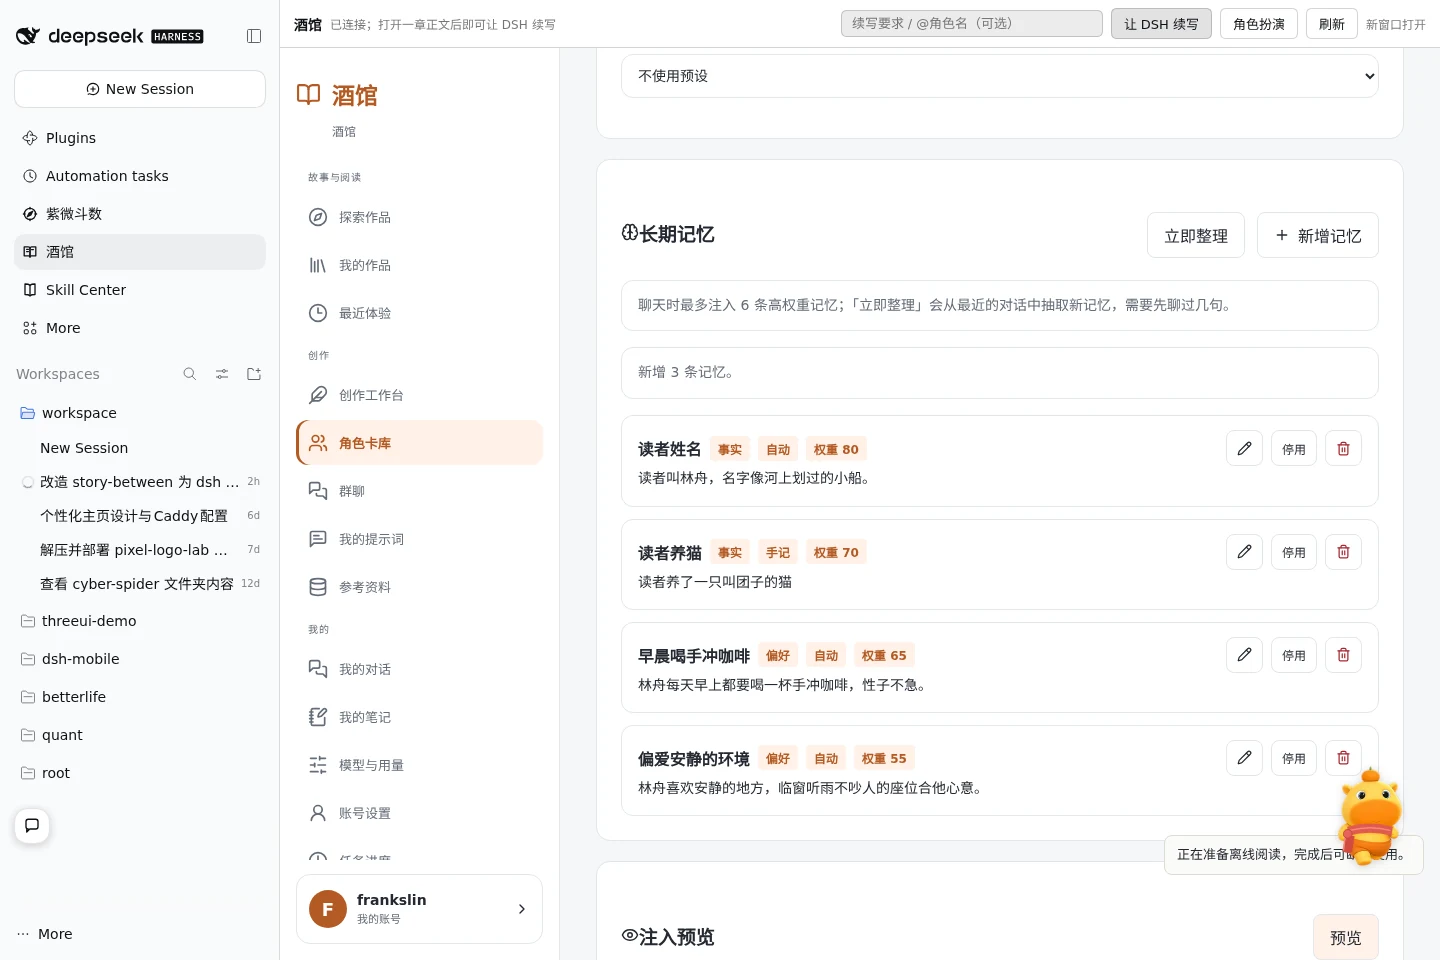 deepseek HARNESS
New Session
Plugins
Automation tasks
紫微斗数
酒馆
Skill Center
More
Workspaces
workspace
New Session
改造 story-between 为 dsh ... 2h
个性化主页设计与Caddy配置 6d
解压并部署 pixel-logo-lab ... 7d
查看 cyber-spider 文件夹内容 12d
threeui-demo
dsh-mobile
betterlife
quant
root
More
酒馆 已连接；打开一章正文后即可让 DSH 续写
续写要求 / @角色名（可选）
让 DSH 续写
角色扮演
刷新
新窗口打开
酒馆
酒馆
故事与阅读
探索作品
我的作品
最近体验
创作
创作工作台
角色卡库
群聊
我的提示词
参考资料
我的
我的对话
我的笔记
模型与用量
账号设置
任务进度
F
frankslin
我的账号
不使用预设
长期记忆
立即整理
新增记忆
聊天时最多注入 6 条高权重记忆；「立即整理」会从最近的对话中抽取新记忆，需要先聊过几句。
新增 3 条记忆。
读者姓名 事实 自动 权重 80
停用
读者叫林舟，名字像河上划过的小船。
读者养猫 事实 手记 权重 70
停用
读者养了一只叫团子的猫
早晨喝手冲咖啡 偏好 自动 权重 65
停用
林舟每天早上都要喝一杯手冲咖啡，性子不急。
偏爱安静的环境 偏好 自动 权重 55
停用
林舟喜欢安静的地方，临窗听雨不吵人的座位合他心意。
正在准备离线阅读，完成后可 用。
注入预览
预览